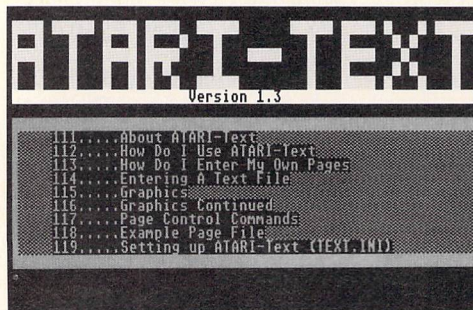 ATARI-TEXT
Version 1.3
111.....About ATARI-Text
112.....How Do I Use ATARI-Text
113.....How Do I Enter My Own Pages
114.....Entering A Text File
115.....Graphics
116.....Graphics Continued
117.....Page Control Commands
118.....Example Page File
119.....Setting up ATARI-Text (TEXT.INI)